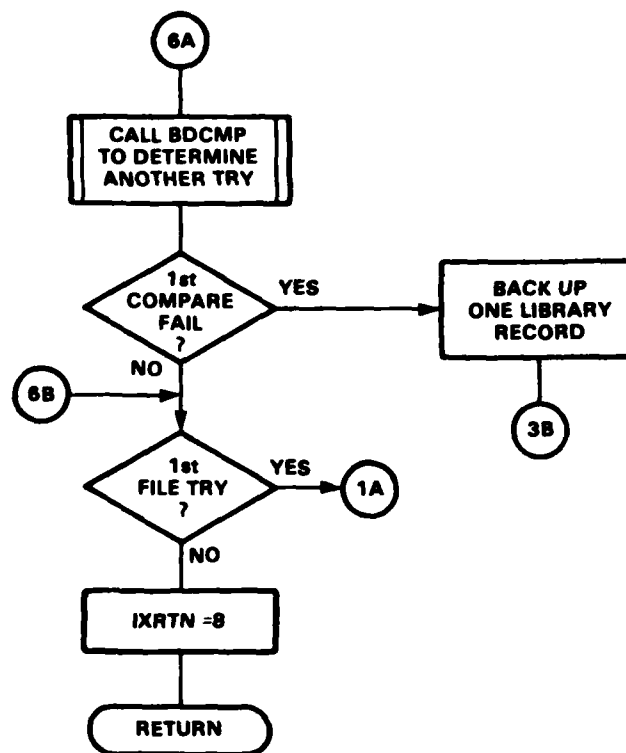 6A
CALL BDCMP
TO DETERMINE
ANOTHER TRY
1st
COMPARE
FAIL
?
YES
BACK UP
ONE LIBRARY
RECORD
NO
6B
3B
1st
FILE TRY
?
YES
1A
NO
IXRTN =8
RETURN